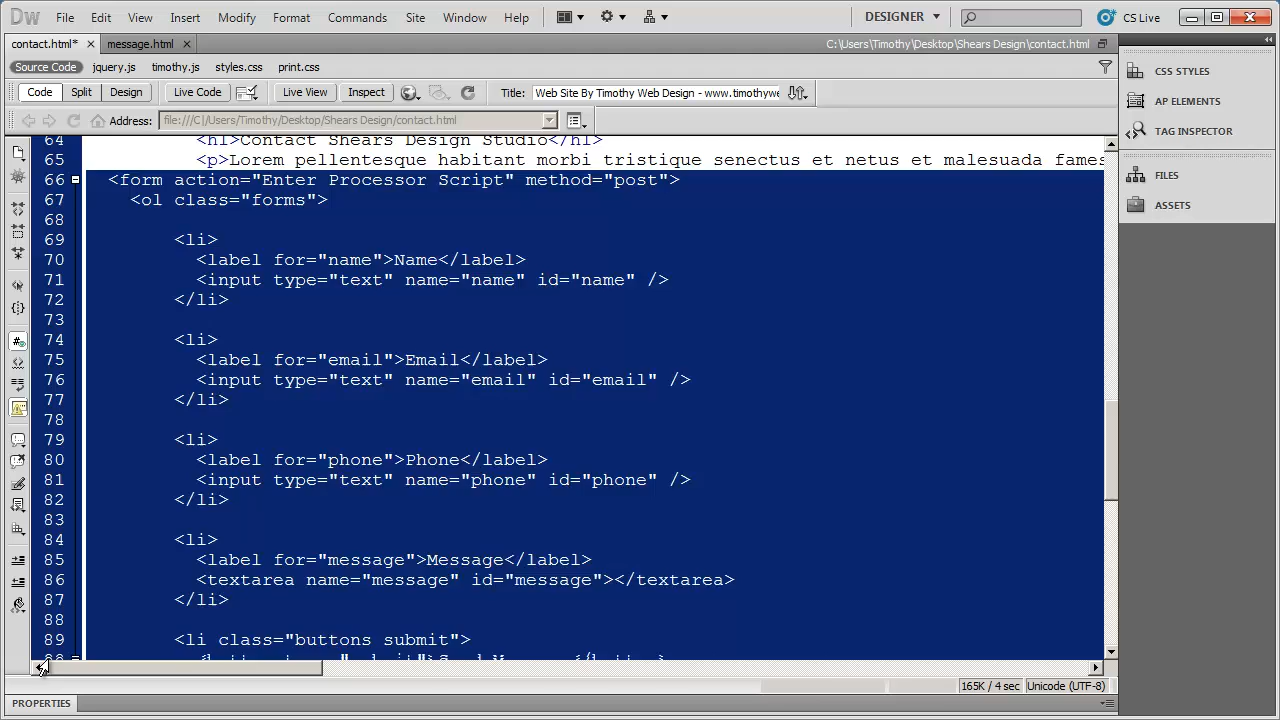 Dw File Edit View Insert Modify Format Commands Site Window Help DESIGNER CS Live
contact.html* message.html C:\Users\Timothy\Desktop\Shears Design\contact.html
Source Code jquery.js timothy.js styles.css print.css
Code Split Design Live Code Live View Inspect Title: Web Site By Timothy Web Design - www.timothywe
Address: file:///C|/Users/Timothy/Desktop/Shears Design/contact.html
CSS STYLES
AP ELEMENTS
TAG INSPECTOR
FILES
ASSETS
64 <h1>Contact Shears Design Studio</h1>
65 <p>Lorem pellentesque habitant morbi tristique senectus et netus et malesuada fames
66 <form action="Enter Processor Script" method="post">
67 <ol class="forms">
68
69 <li>
70 <label for="name">Name</label>
71 <input type="text" name="name" id="name" />
72 </li>
73
74 <li>
75 <label for="email">Email</label>
76 <input type="text" name="email" id="email" />
77 </li>
78
79 <li>
80 <label for="phone">Phone</label>
81 <input type="text" name="phone" id="phone" />
82 </li>
83
84 <li>
85 <label for="message">Message</label>
86 <textarea name="message" id="message"></textarea>
87 </li>
88
89 <li class="buttons submit">
165K / 4 sec Unicode (UTF-8)
PROPERTIES